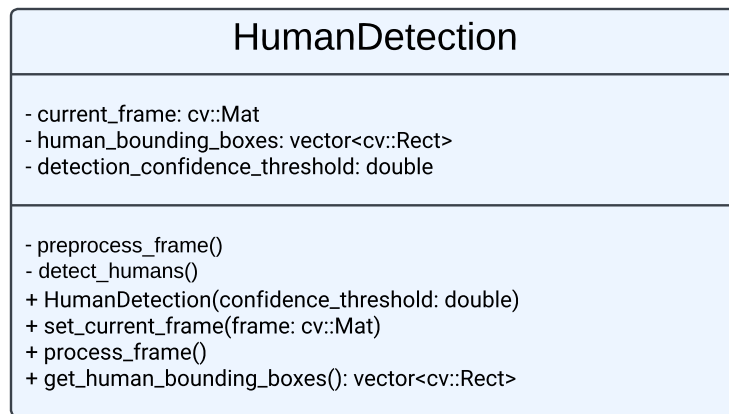 HumanDetection
- current_frame: cv::Mat
- human_bounding_boxes: vector<cv::Rect>
- detection_confidence_threshold: double
- preprocess_frame()
- detect_humans()
+ HumanDetection(confidence_threshold: double)
+ set_current_frame(frame: cv::Mat)
+ process_frame()
+ get_human_bounding_boxes(): vector<cv::Rect>